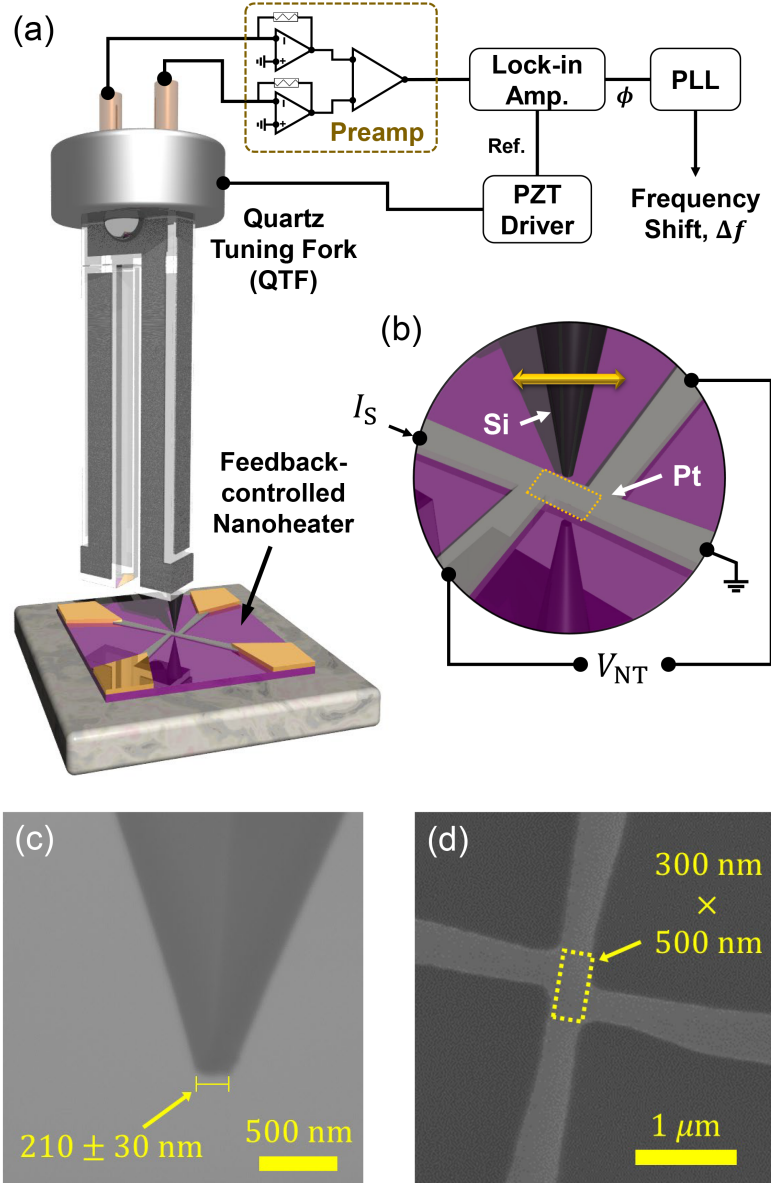 (a)
Preamp
Lock-in
Amp.
ϕ
PLL
Ref.
PZT
Driver
Frequency
Shift, Δf
Quartz
Tuning Fork
(QTF)
Feedback-
controlled
Nanoheater
(b)
I_S
Si
Pt
V_NT
(c)
210 ± 30 nm
500 nm
(d)
300 nm
×
500 nm
1 μm